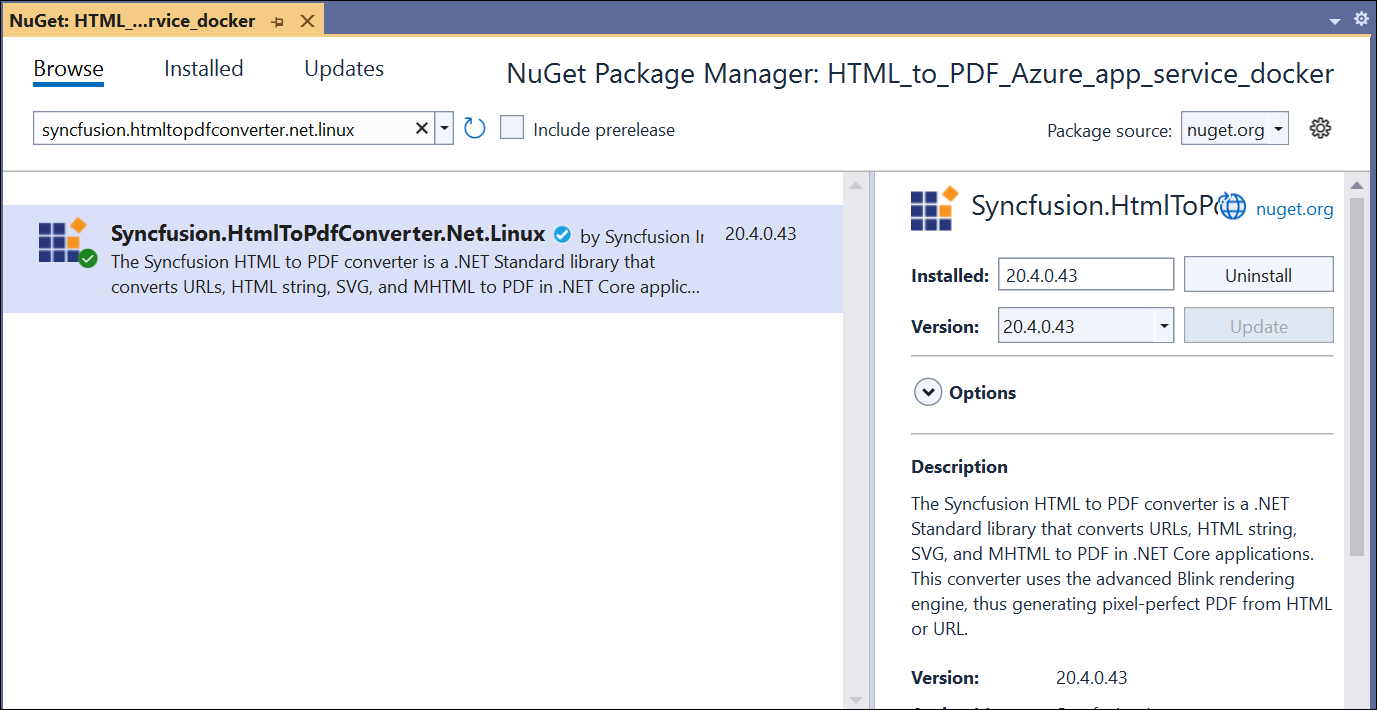 NuGet: HTML_...rvice_docker
Browse Installed Updates
NuGet Package Manager: HTML_to_PDF_Azure_app_service_docker
syncfusion.htmltopdfconverter.net.linux
Include prerelease
Package source: nuget.org
Syncfusion.HtmlToPdfConverter.Net.Linux by Syncfusion 20.4.0.43
The Syncfusion HTML to PDF converter is a .NET Standard library that
converts URLs, HTML string, SVG, and MHTML to PDF in .NET Core applic...
Syncfusion.HtmlToP nuget.org
Installed: 20.4.0.43 Uninstall
Version: 20.4.0.43 Update
Options
Description
The Syncfusion HTML to PDF converter is a .NET
Standard library that converts URLs, HTML string,
SVG, and MHTML to PDF in .NET Core applications.
This converter uses the advanced Blink rendering
engine, thus generating pixel-perfect PDF from HTML
or URL.
Version: 20.4.0.43